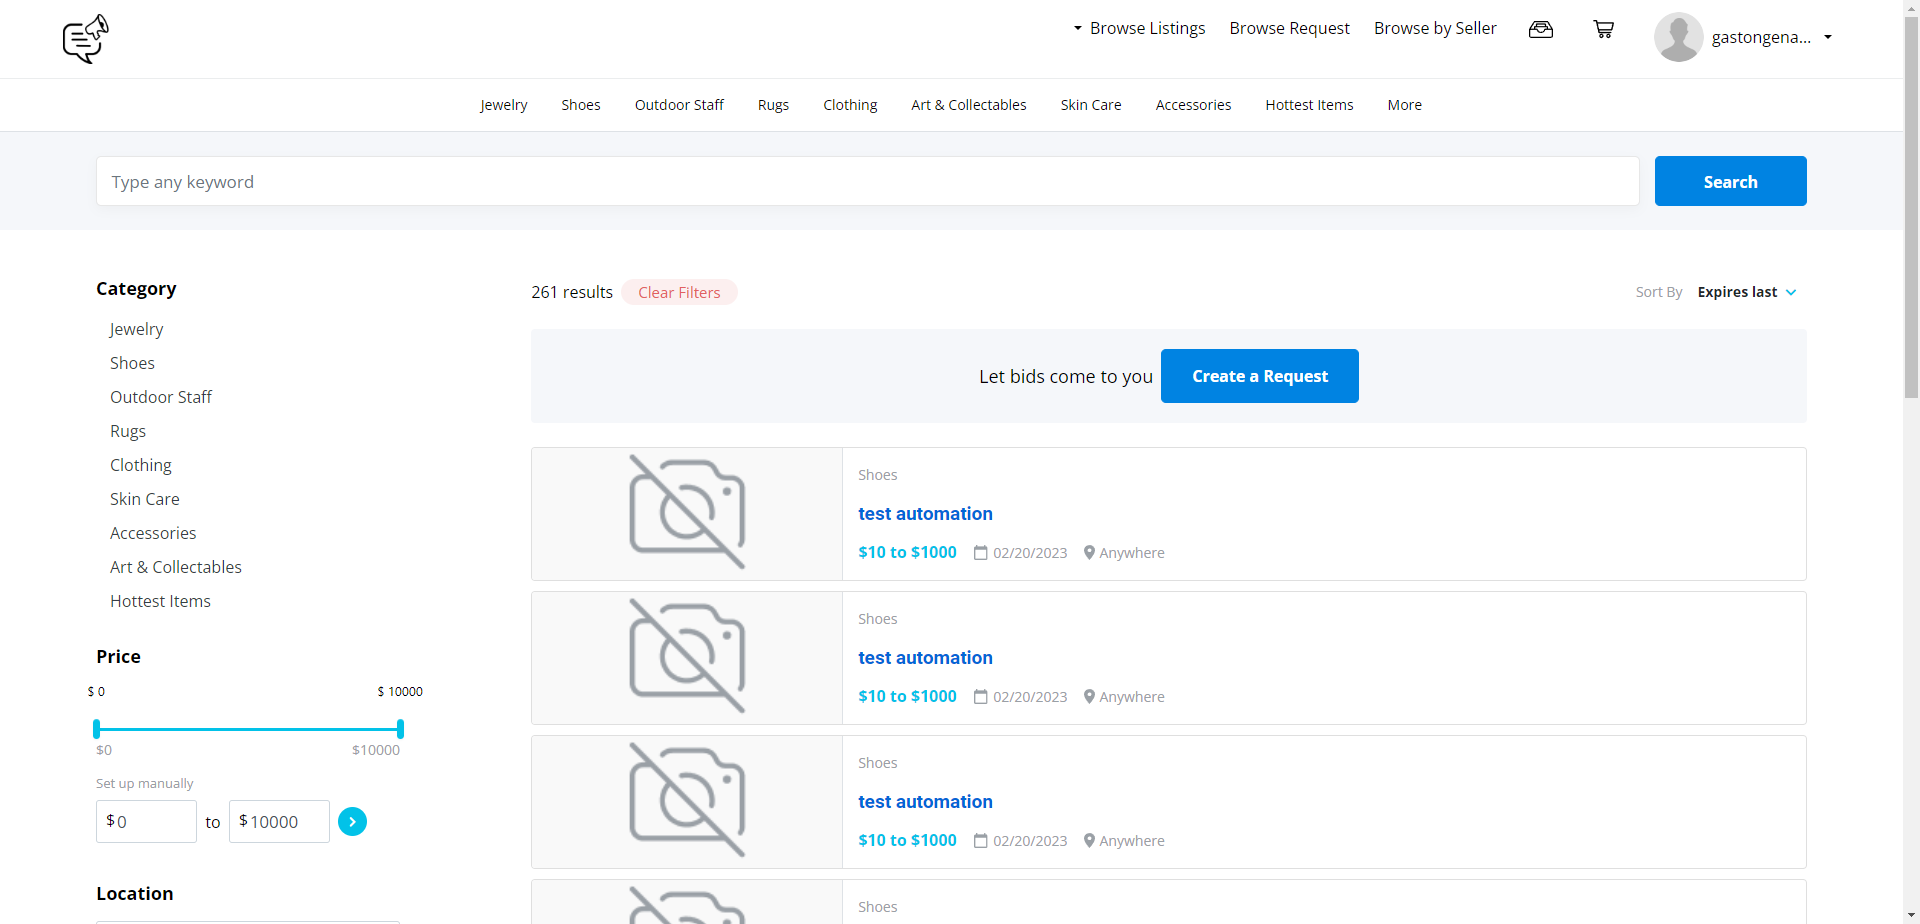 Browse Listings Browse Request Browse by Seller gastongena...
Jewelry Shoes Outdoor Staff Rugs Clothing Art & Collectables Skin Care Accessories Hottest Items More
Type any keyword Search
Category
Jewelry
Shoes
Outdoor Staff
Rugs
Clothing
Skin Care
Accessories
Art & Collectables
Hottest Items
Price
$ 0 $ 10000
$0 $10000
Set up manually
$ 0 to $ 10000
Location
261 results Clear Filters Sort By Expires last
Let bids come to you Create a Request
Shoes
test automation
$10 to $1000 02/20/2023 Anywhere
Shoes
test automation
$10 to $1000 02/20/2023 Anywhere
Shoes
test automation
$10 to $1000 02/20/2023 Anywhere
Shoes